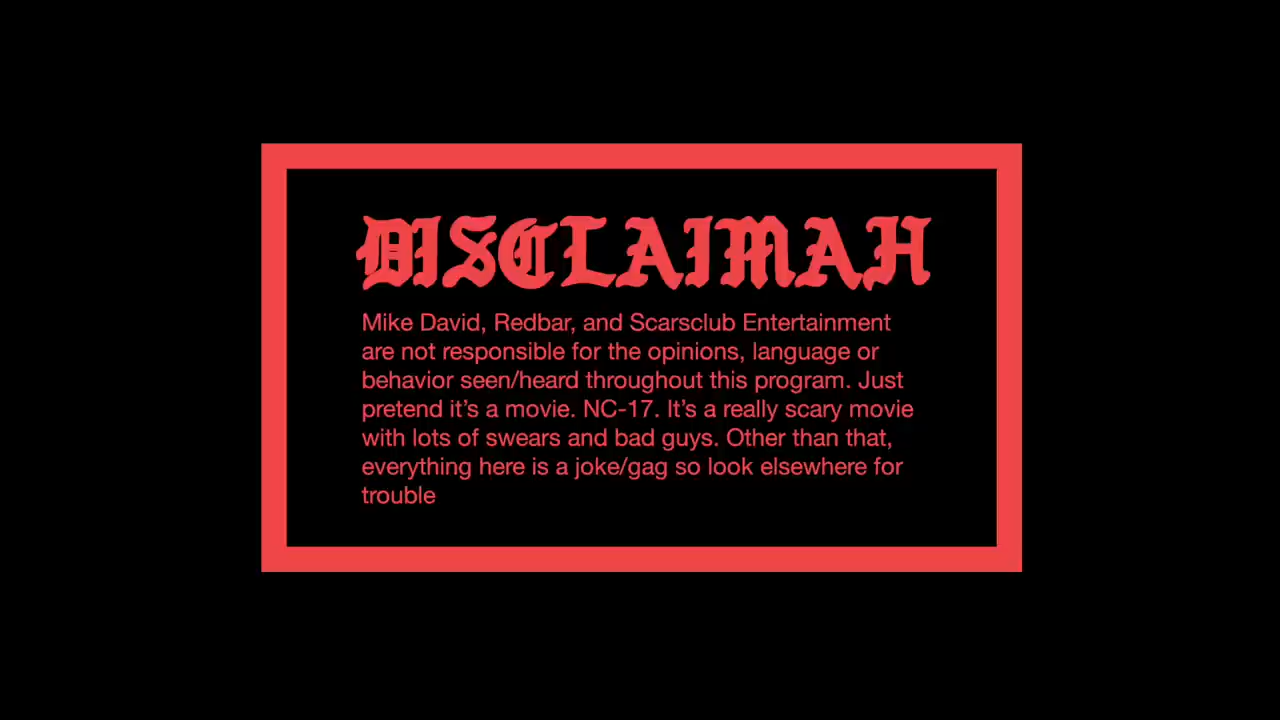 DISCLAIMAH
Mike David, Redbar, and Scarsclub Entertainment
are not responsible for the opinions, language or
behavior seen/heard throughout this program. Just
pretend it’s a movie. NC-17. It’s a really scary movie
with lots of swears and bad guys. Other than that,
everything here is a joke/gag so look elsewhere for
trouble